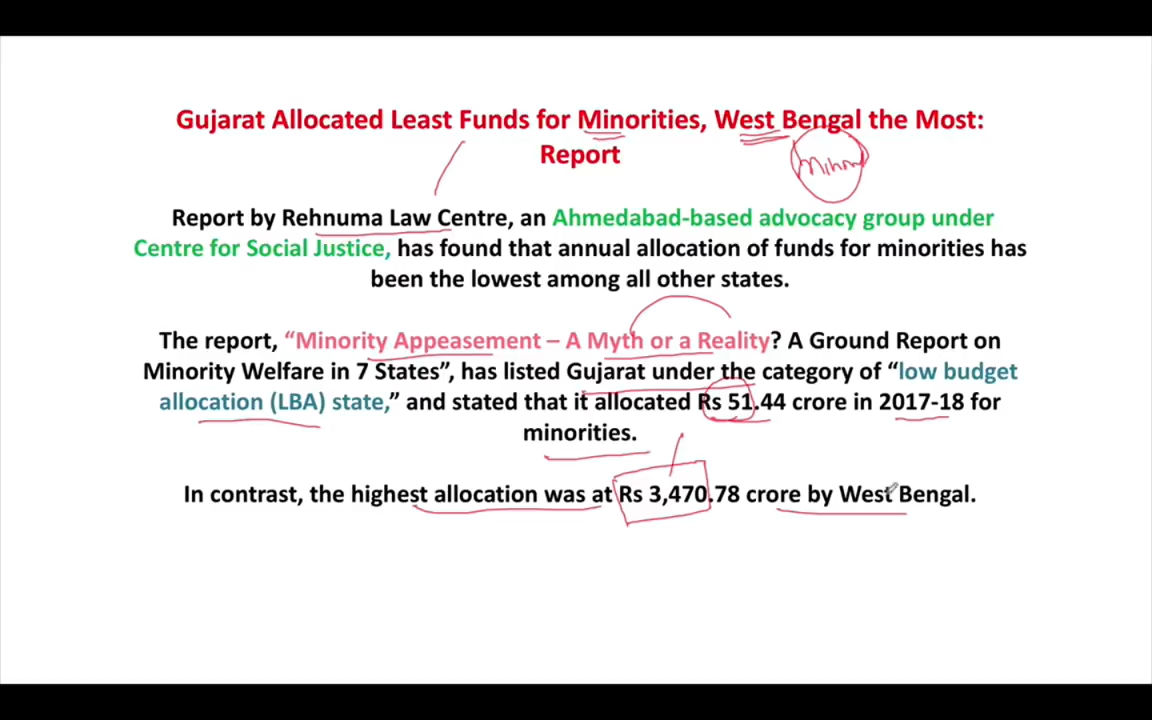 Gujarat Allocated Least Funds for Minorities, West Bengal the Most:
Report
Report by Rehnuma Law Centre, an Ahmedabad-based advocacy group under
Centre for Social Justice, has found that annual allocation of funds for minorities has
been the lowest among all other states.
The report, “Minority Appeasement – A Myth or a Reality? A Ground Report on
Minority Welfare in 7 States”, has listed Gujarat under the category of “low budget
allocation (LBA) state,” and stated that it allocated Rs 51.44 crore in 2017-18 for
minorities.
In contrast, the highest allocation was at Rs 3,470.78 crore by West Bengal.